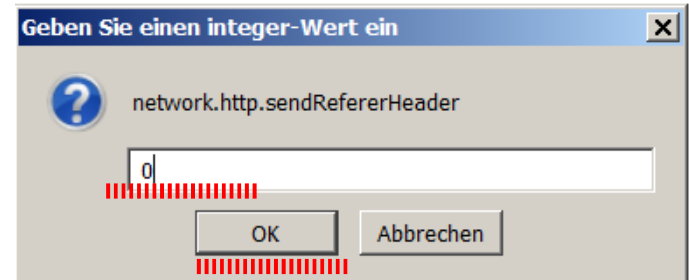 Geben Sie einen integer-Wert ein
network.http.sendRefererHeader
0
OK Abbrechen